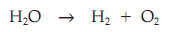 H₂O → H₂ + O₂